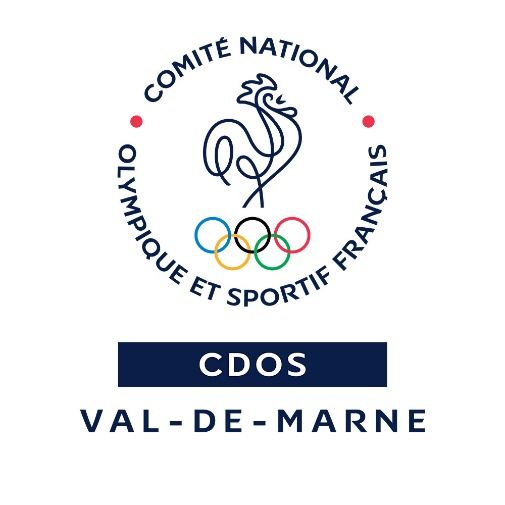 COMITÉ NATIONAL
OLYMPIQUE ET SPORTIF FRANÇAIS
CDOS
VAL-DE-MARNE